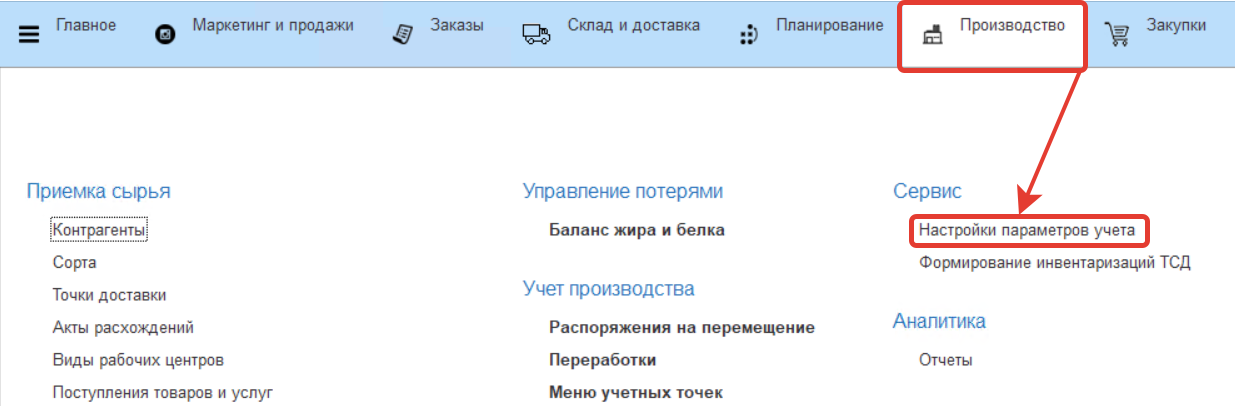 Главное Маркетинг и продажи Заказы Склад и доставка Планирование Производство Закупки
Приемка сырья
Контрагенты
Сорта
Точки доставки
Акты расхождений
Виды рабочих центров
Поступления товаров и услуг
Управление потерями
Баланс жира и белка
Учет производства
Распоряжения на перемещение
Переработки
Меню учетных точек
Сервис
Настройки параметров учета
Формирование инвентаризаций ТСД
Аналитика
Отчеты